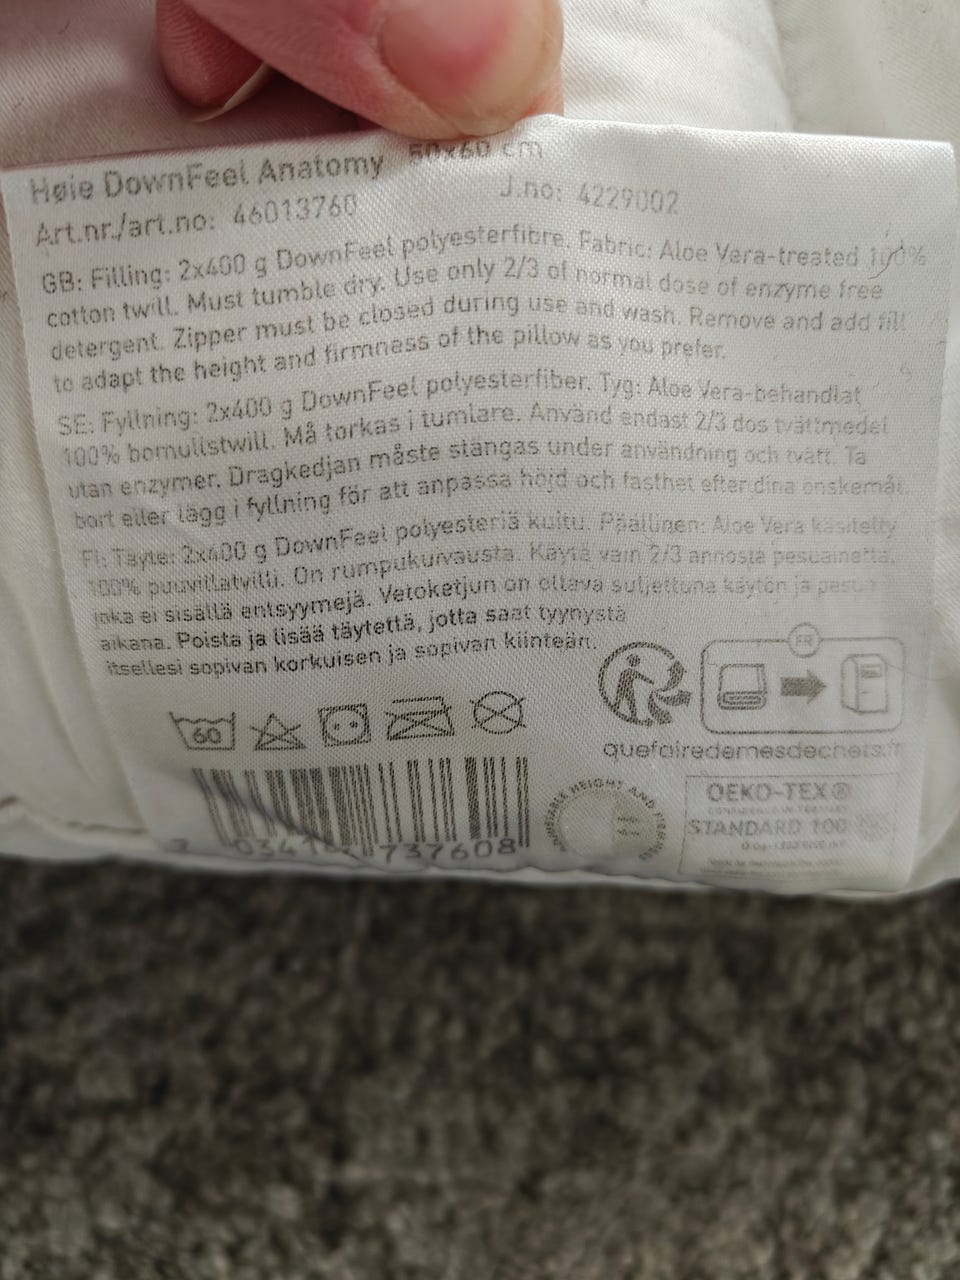 Høie DownFeel Anatomy 50x60 cm
Art.nr./art.no: 46013760 J.no: 4229002
GB: Filling: 2x400 g DownFeel polyesterfibre. Fabric: Aloe Vera-treated 100%
cotton twill. Must tumble dry. Use only 2/3 of normal dose of enzyme free
detergent. Zipper must be closed during use and wash. Remove and add fill
to adapt the height and firmness of the pillow as you prefer.
SE: Fyllning: 2x400 g DownFeel polyesterfiber. Tyg: Aloe Vera-behandlat
100% bomullstwill. Må torkas i tumlare. Använd endast 2/3 dos tvättmedel
utan enzymer. Dragkedjan måste stängas under användning och tvätt. Ta
bort eller lägg i fyllning för att anpassa höjd och fasthet efter dina önskemål.
FI: Täyte: 2x400 g DownFeel polyesteriä kuitu. Päällinen: Aloe Vera käsitelty
100% puuvillatvilli. On rumpukuivausta. Käytä vain 2/3 annosta pesuainetta,
joka ei sisällä entsyymejä. Vetoketjun on oltava suljettuna käytön ja pesun
aikana. Poista ja lisää täytettä, jotta saat tyynystä
itsellesi sopivan korkuisen ja sopivan kiinteän.
FR
60
quefairedemesdechets.fr
737608
ADJUSTABLE HEIGHT AND FIRMNESS
OEKO-TEX®
CONFIDENCE IN TEXTILES
STANDARD 100